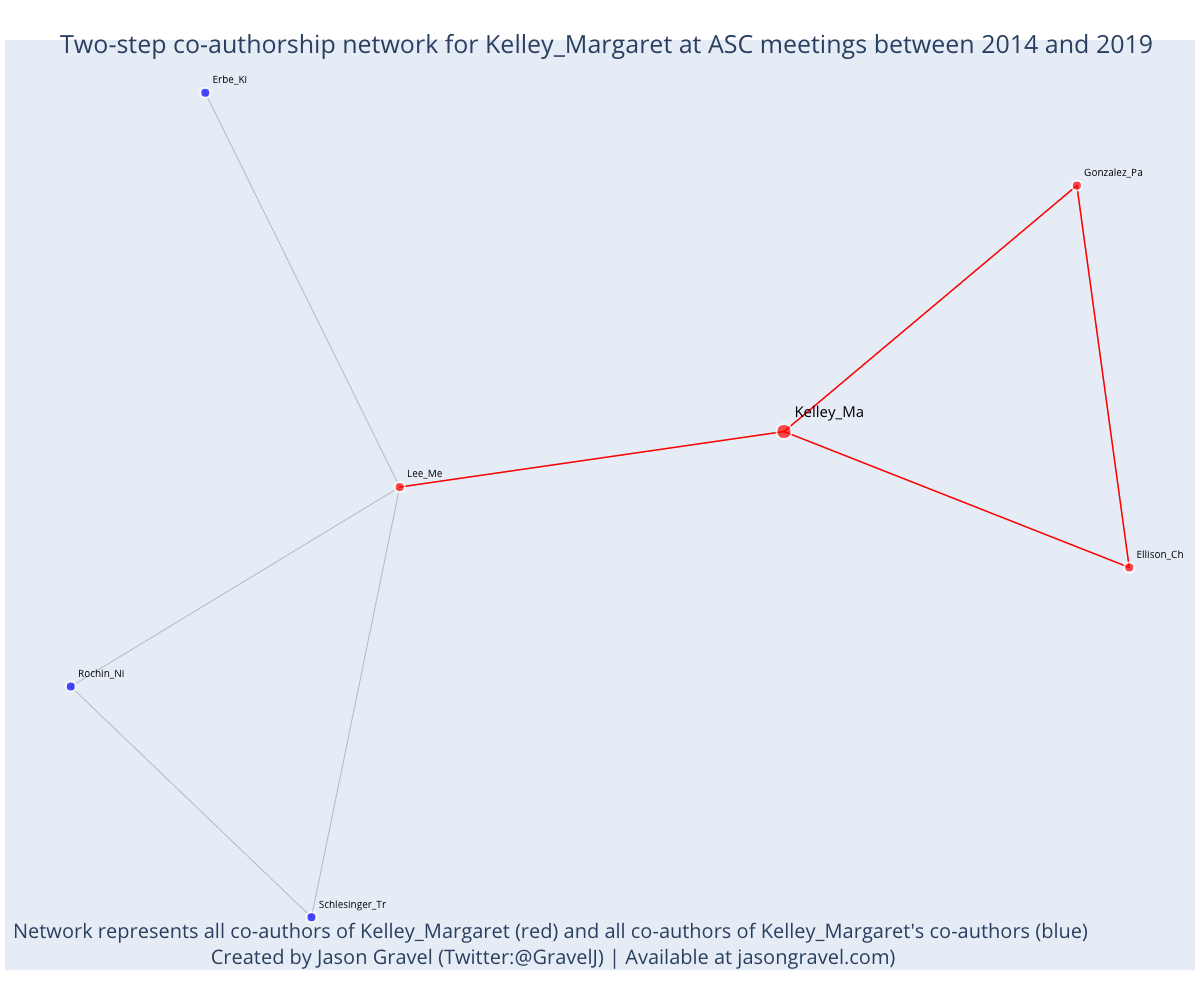 Two-step co-authorship network for Kelley_Margaret at ASC meetings between 2014 and 2019
Erbe_Ki
Gonzalez_Pa
Kelley_Ma
Lee_Me
Ellison_Ch
Rochin_Ni
Schlesinger_Tr
Network represents all co-authors of Kelley_Margaret (red) and all co-authors of Kelley_Margaret's co-authors (blue)
Created by Jason Gravel (Twitter:@GravelJ) | Available at jasongravel.com)